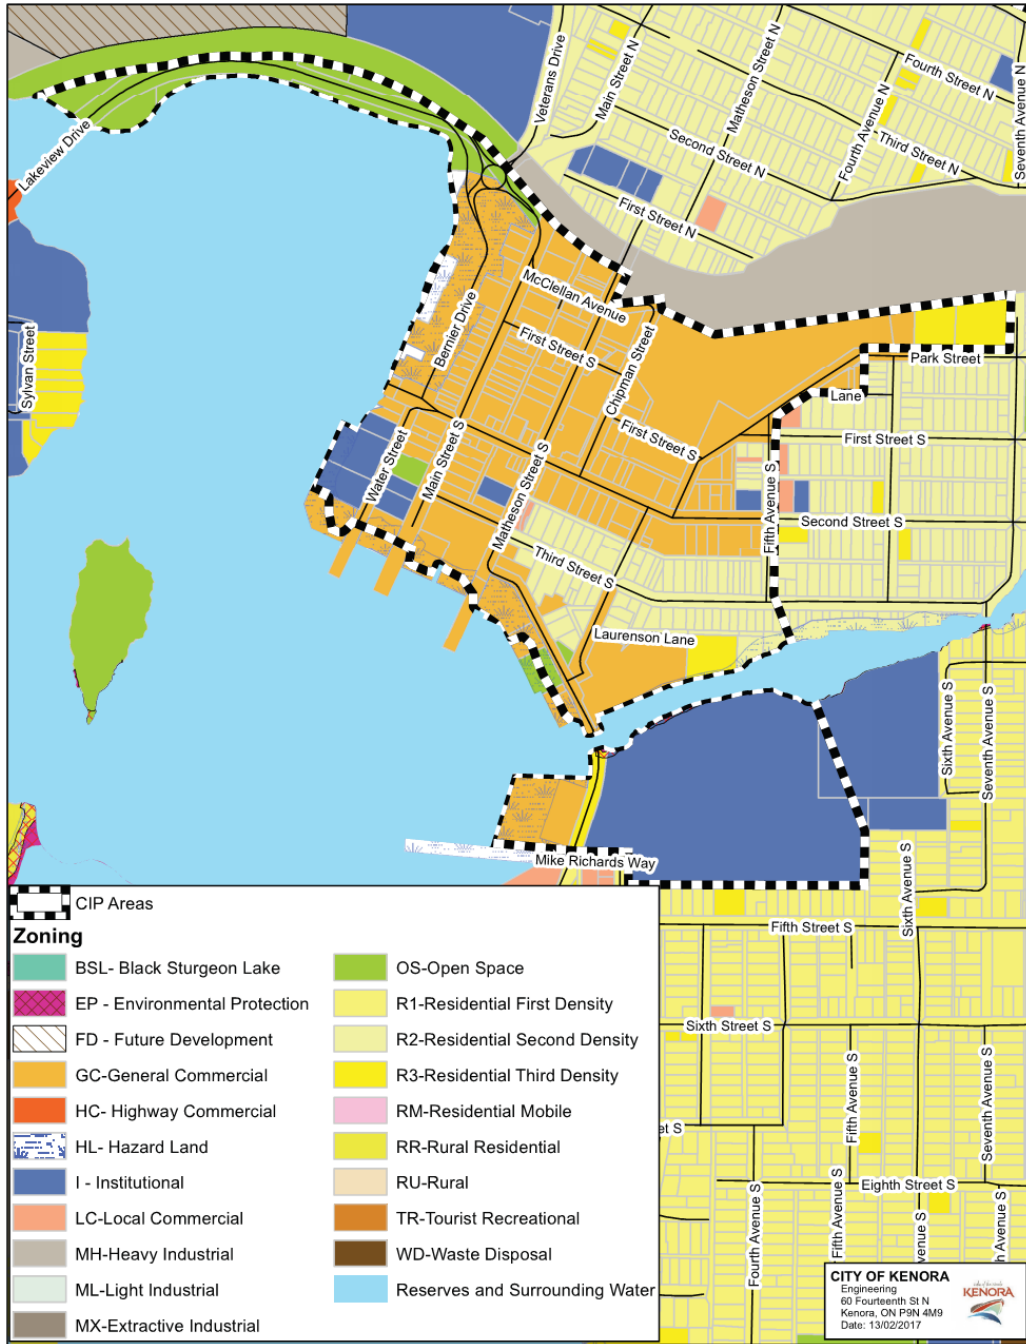 Veterans Drive
Main Street N
Matheson Street N
Fourth Street N
Seventh Avenue N
Fourth Avenue N
Third Street N
Second Street N
First Street N
Lakeview Drive
McClellan Avenue
Bernier Drive
First Street S
Chipman Street
Sylvan Street
Park Street
Lane
First Street S
First Street S
Water Street
Main Street S
Matheson Street S
Fifth Avenue S
Second Street S
Third Street S
Laurenson Lane
Sixth Avenue S
Seventh Avenue S
Mike Richards Way
Sixth Avenue S
Fifth Street S
Sixth Street S
Fifth Avenue S
Seventh Avenue S
et S
Eighth Street S
Fourth Avenue S
Fifth Avenue S
venue S
h Avenue S
CIP Areas
Zoning
BSL- Black Sturgeon Lake
EP - Environmental Protection
FD - Future Development
GC-General Commercial
HC- Highway Commercial
HL- Hazard Land
I - Institutional
LC-Local Commercial
MH-Heavy Industrial
ML-Light Industrial
MX-Extractive Industrial
OS-Open Space
R1-Residential First Density
R2-Residential Second Density
R3-Residential Third Density
RM-Residential Mobile
RR-Rural Residential
RU-Rural
TR-Tourist Recreational
WD-Waste Disposal
Reserves and Surrounding Water
CITY OF KENORA
Engineering
60 Fourteenth St N
Kenora, ON P9N 4M9
Date: 13/02/2017
KENORA